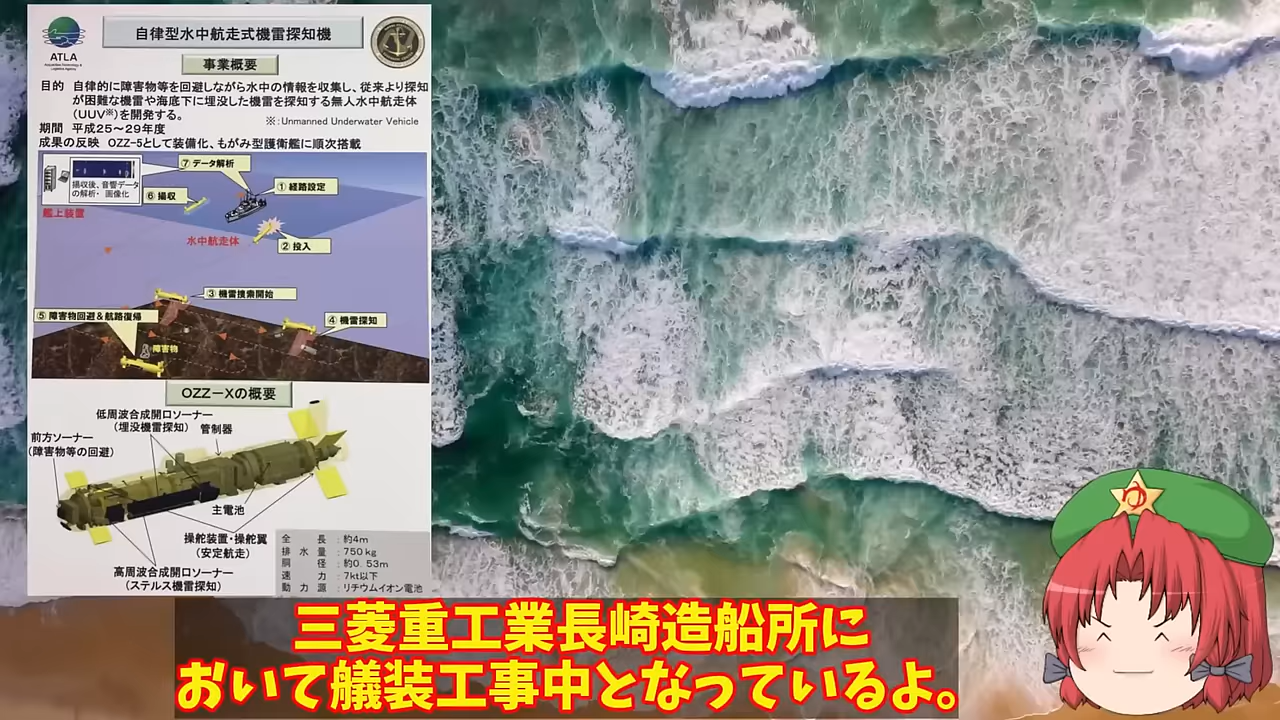 ATLA
自律型水中航走式機雷探知機
事業概要
目的 自律的に障害物等を回避しながら水中の情報を収集し、従来より探知
が困難な機雷や海底下に埋没した機雷を探知する無人水中航走体
(UUV※)を開発する。
※:Unmanned Underwater Vehicle
期間 平成25~29年度
成果の反映 OZZ-5として装備化、もがみ型護衛艦に順次搭載
⑦データ解析
揚収後、音響データ
の解析・ 画像化
艦上装置
⑥揚収
①経路設定
水中航走体
②投入
③機雷捜索開始
⑤障害物回避&航路復帰
④機雷探知
障害物
OZZ-Xの概要
低周波合成開口ソーナー
(埋没機雷探知)
管制器
前方ソーナー
(障害物等の回避)
主電池
操舵装置・操舵翼
(安定航走)
高周波合成開口ソーナー
(ステルス機雷探知)
全長:約4m
排水量:750kg
胴径:約0.53m
速力:7kt以下
動力源:リチウムイオン電池
三菱重工業長崎造船所に
おいて艤装工事中となっているよ。